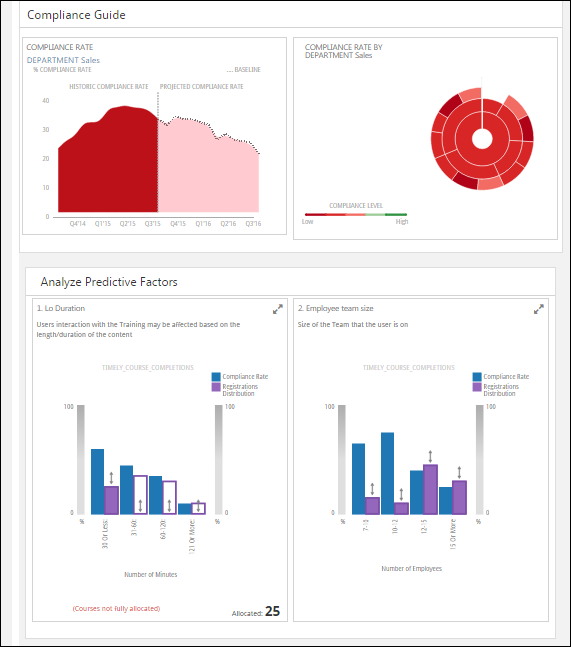 Compliance Guide
COMPLIANCE RATE
DEPARTMENT Sales
% COMPLIANCE RATE
.... BASELINE
HISTORIC COMPLIANCE RATE
PROJECTED COMPLIANCE RATE
40
30
20
10
0
Q4'14 Q1'15 Q2'15 Q3'15 Q4'15 Q1'16 Q2'16 Q3'16
COMPLIANCE RATE BY
DEPARTMENT Sales
COMPLIANCE LEVEL
Low High
Analyze Predictive Factors
1. Lo Duration
Users interaction with the Training may be affected based on the
length/duration of the content
TIMELY_COURSE_COMPLETIONS
Compliance Rate
Registrations
Distribution
100 100
0 0
% %
30 Or Less:
31-60:
60-120:
121 Or More:
Number of Minutes
(Courses not fully allocated)
Allocated: 25
2. Employee team size
Size of the Team that the user is on
TIMELY_COURSE_COMPLETIONS
Compliance Rate
Registrations
Distribution
100 100
0 0
% %
7-10
10-12
12-15
15 Or More
Number of Employees